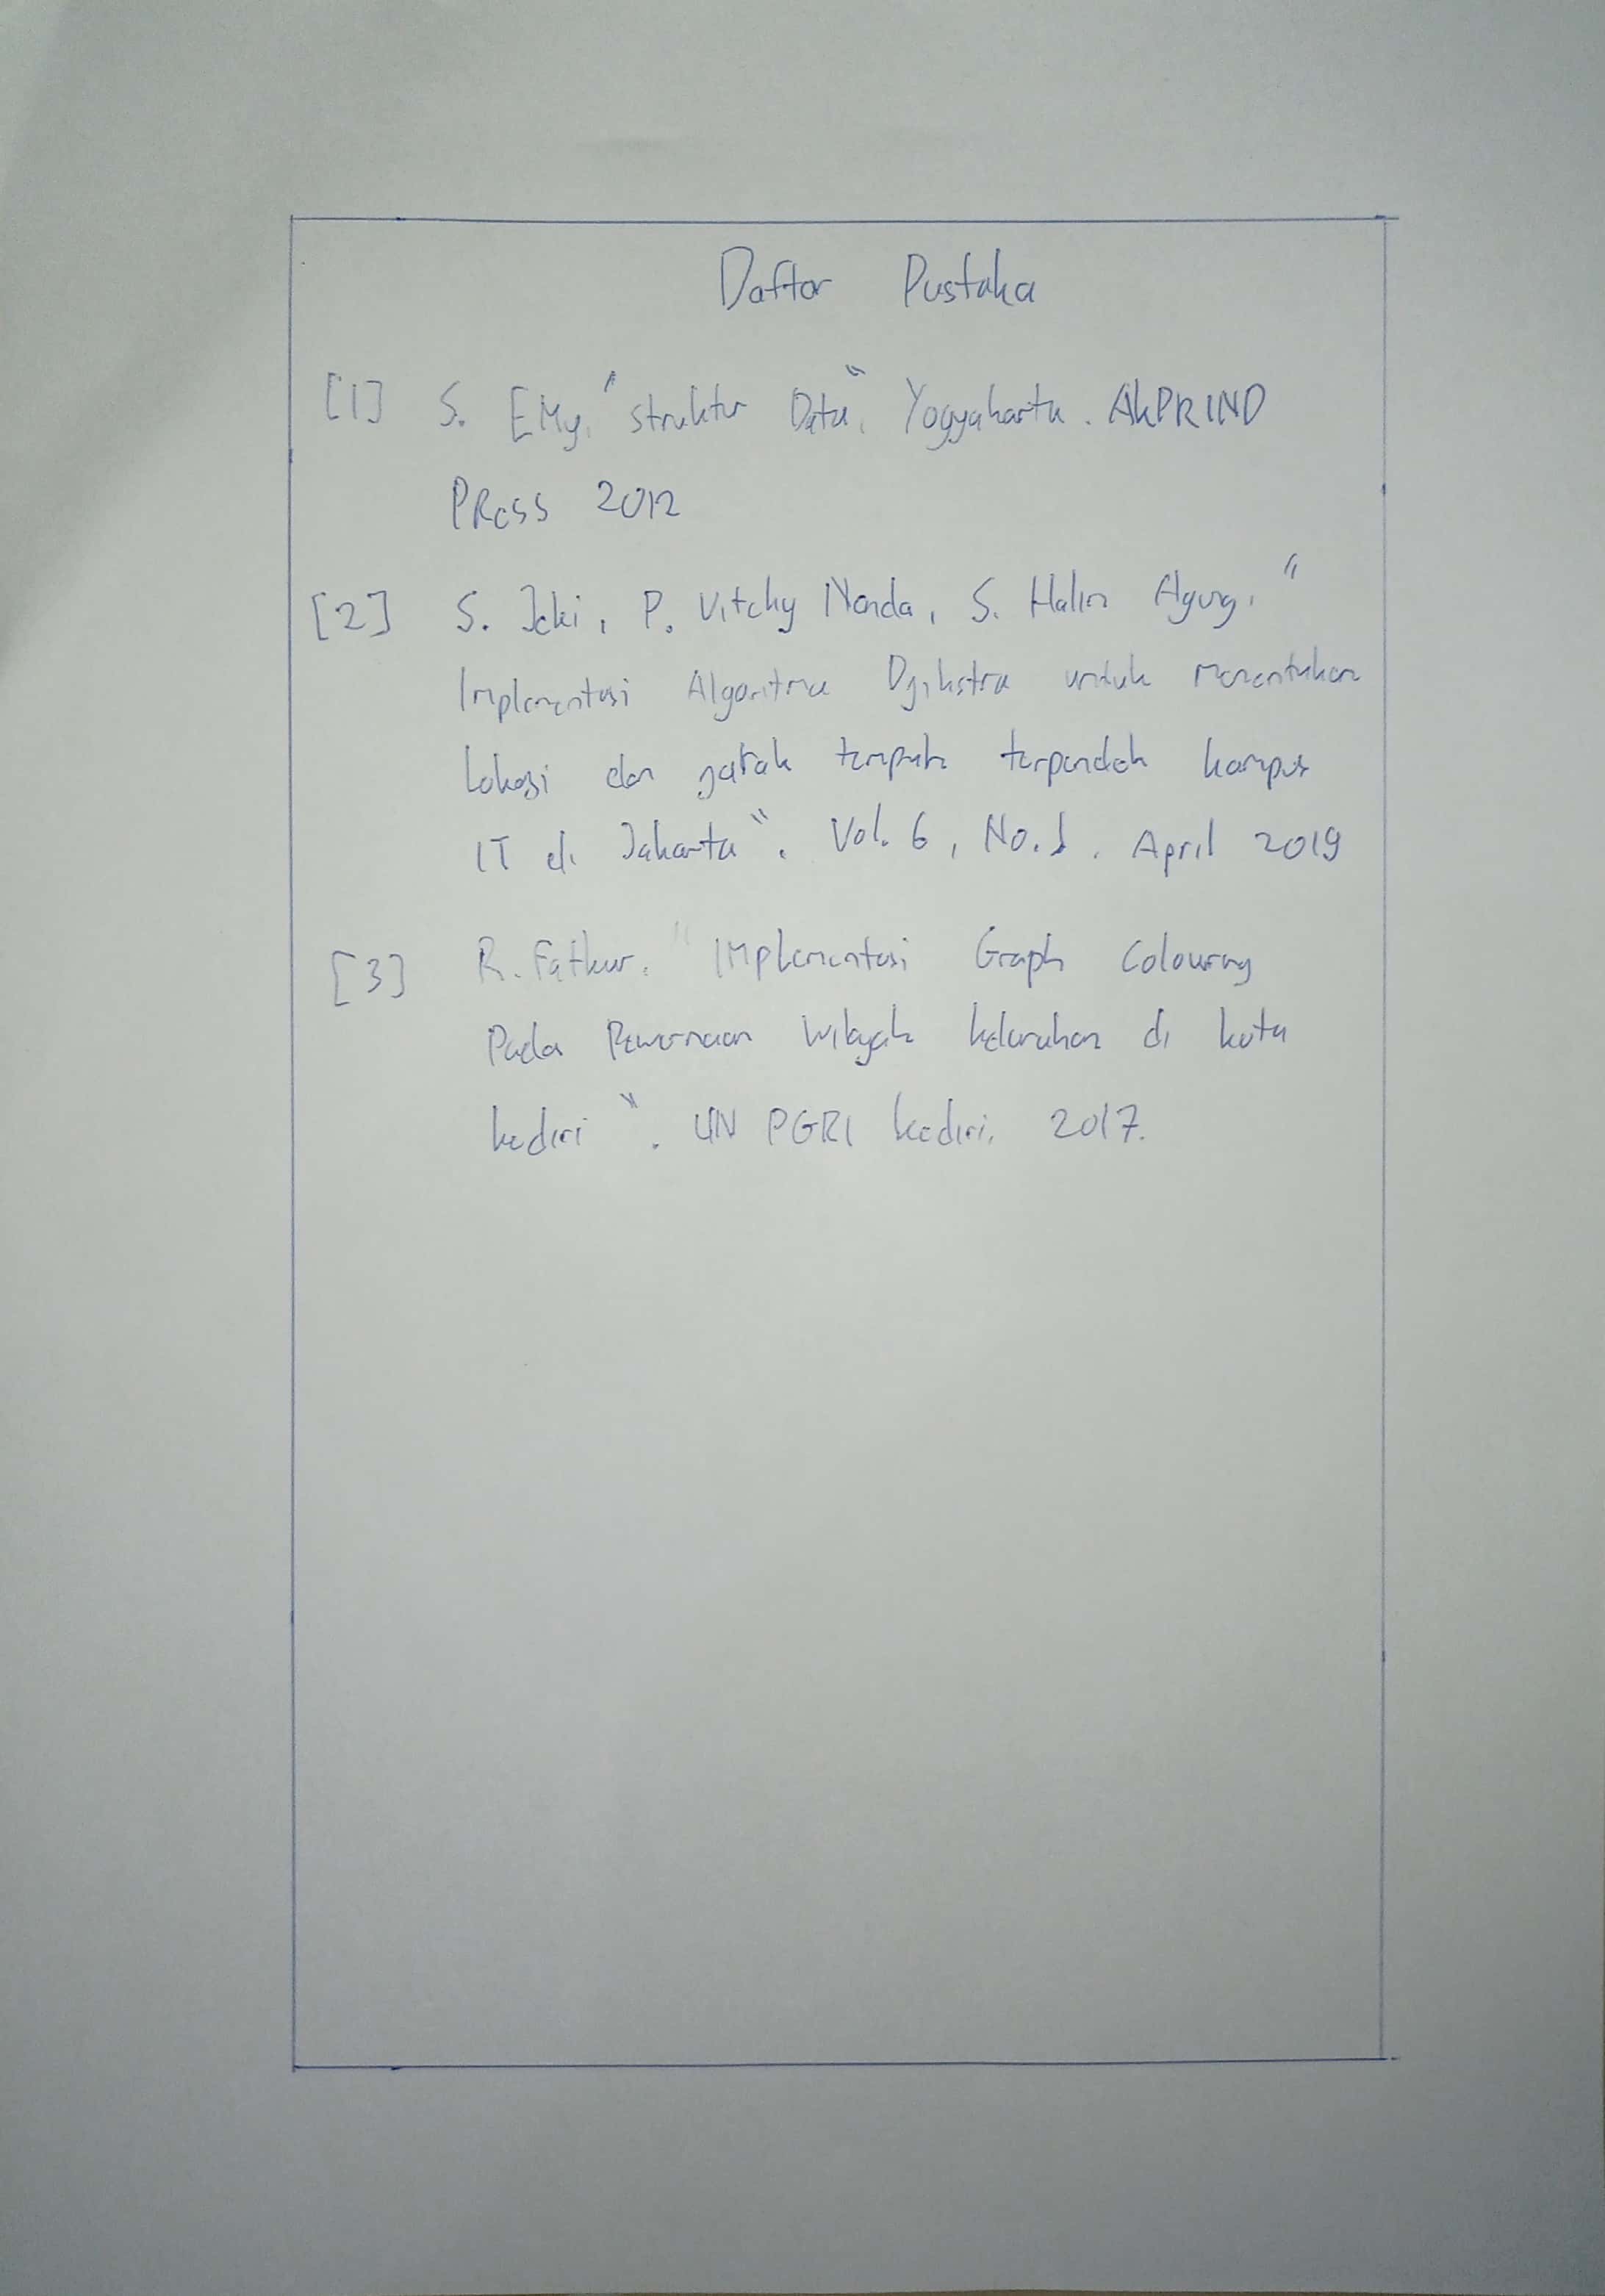 Daftar Pustaka
[1] S. EMy, "struktur Data", Yogyakarta. AkPRIND
PRess 2012
[2] S. Jeki, P. Vitchy Nanda, S. Halim Agung, "
Implementasi Algoritma Djikstra untuk menentukan
Lokasi dan jarak tempuh terpendek kampus
IT di Jakarta". Vol. 6, No. 1. April 2019
[3] R. Fatkur. "IMplementasi Graph Colouring
Pada Pewarnaan wilayah kelurahan di kota
kediri". UN PGRI kediri. 2017.